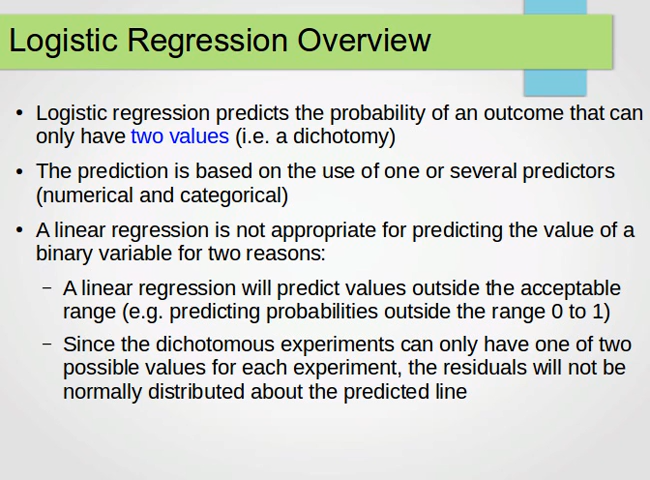 Logistic Regression Overview
• Logistic regression predicts the probability of an outcome that can
only have two values (i.e. a dichotomy)
• The prediction is based on the use of one or several predictors
(numerical and categorical)
• A linear regression is not appropriate for predicting the value of a
binary variable for two reasons:
– A linear regression will predict values outside the acceptable
range (e.g. predicting probabilities outside the range 0 to 1)
– Since the dichotomous experiments can only have one of two
possible values for each experiment, the residuals will not be
normally distributed about the predicted line